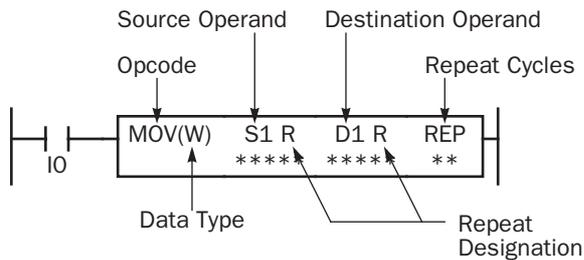 Source Operand Destination Operand
Opcode Repeat Cycles
MOV(W) S1 R D1 R REP
I0 ***** ***** **
Data Type Repeat
Designation